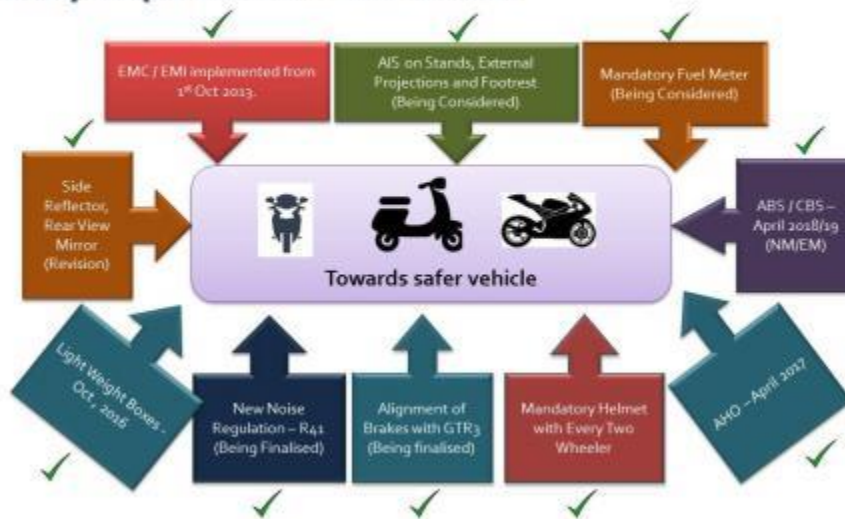 EMC / EMI implemented from
1st Oct 2013.
AIS on Stands, External
Projections and Footrest
(Being Considered)
Mandatory Fuel Meter
(Being Considered)
Side
Reflector,
Rear View
Mirror
(Revision)
ABS / CBS –
April 2018/19
(NM/EM)
Towards safer vehicle
Light Weight Boxes -
Oct , 2016
New Noise
Regulation – R41
(Being Finalised)
Alignment of
Brakes with GTR3
(Being finalised)
Mandatory Helmet
with Every Two
Wheeler
AHO – April 2017